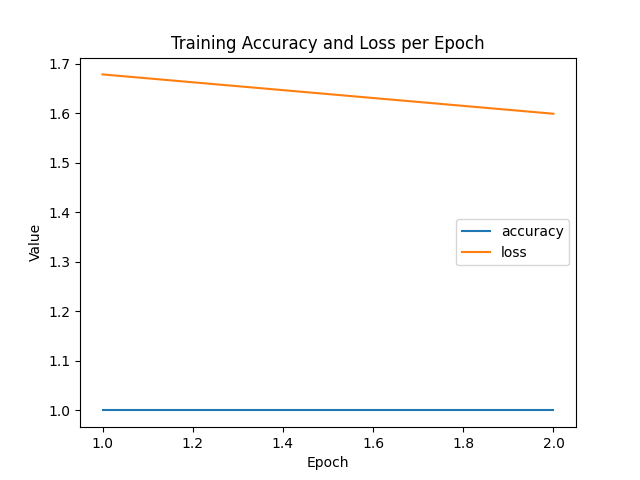 Training Accuracy and Loss per Epoch
1.7
1.6
1.5
1.4
1.3
1.2
1.1
1.0
Value
accuracy
loss
1.0 1.2 1.4 1.6 1.8 2.0
Epoch